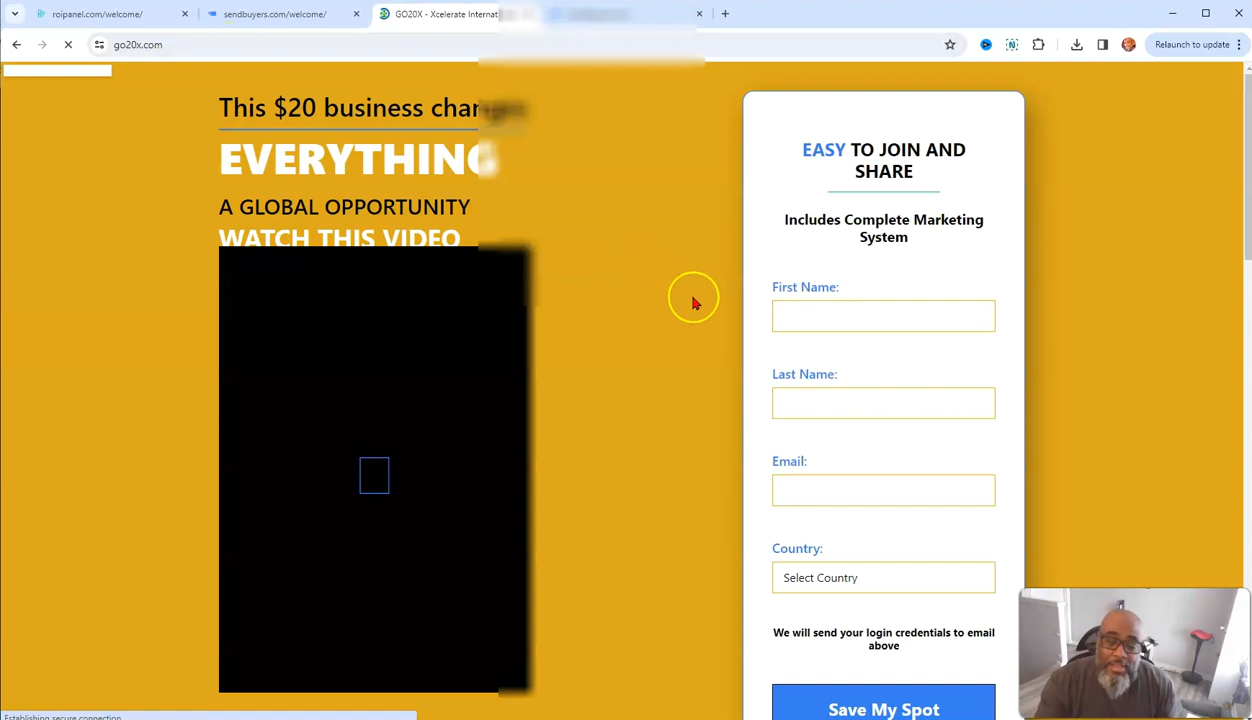 roipanel.com/welcome/
sendbuyers.com/welcome/
GO20X - Xcelerate Internat
go20x.com
Relaunch to update
This $20 business changes
EVERYTHING
A GLOBAL OPPORTUNITY
WATCH THIS VIDEO
EASY TO JOIN AND
SHARE
Includes Complete Marketing
System
First Name:
Last Name:
Email:
Country:
Select Country
We will send your login credentials to email
above
Save My Spot
Establishing secure connection